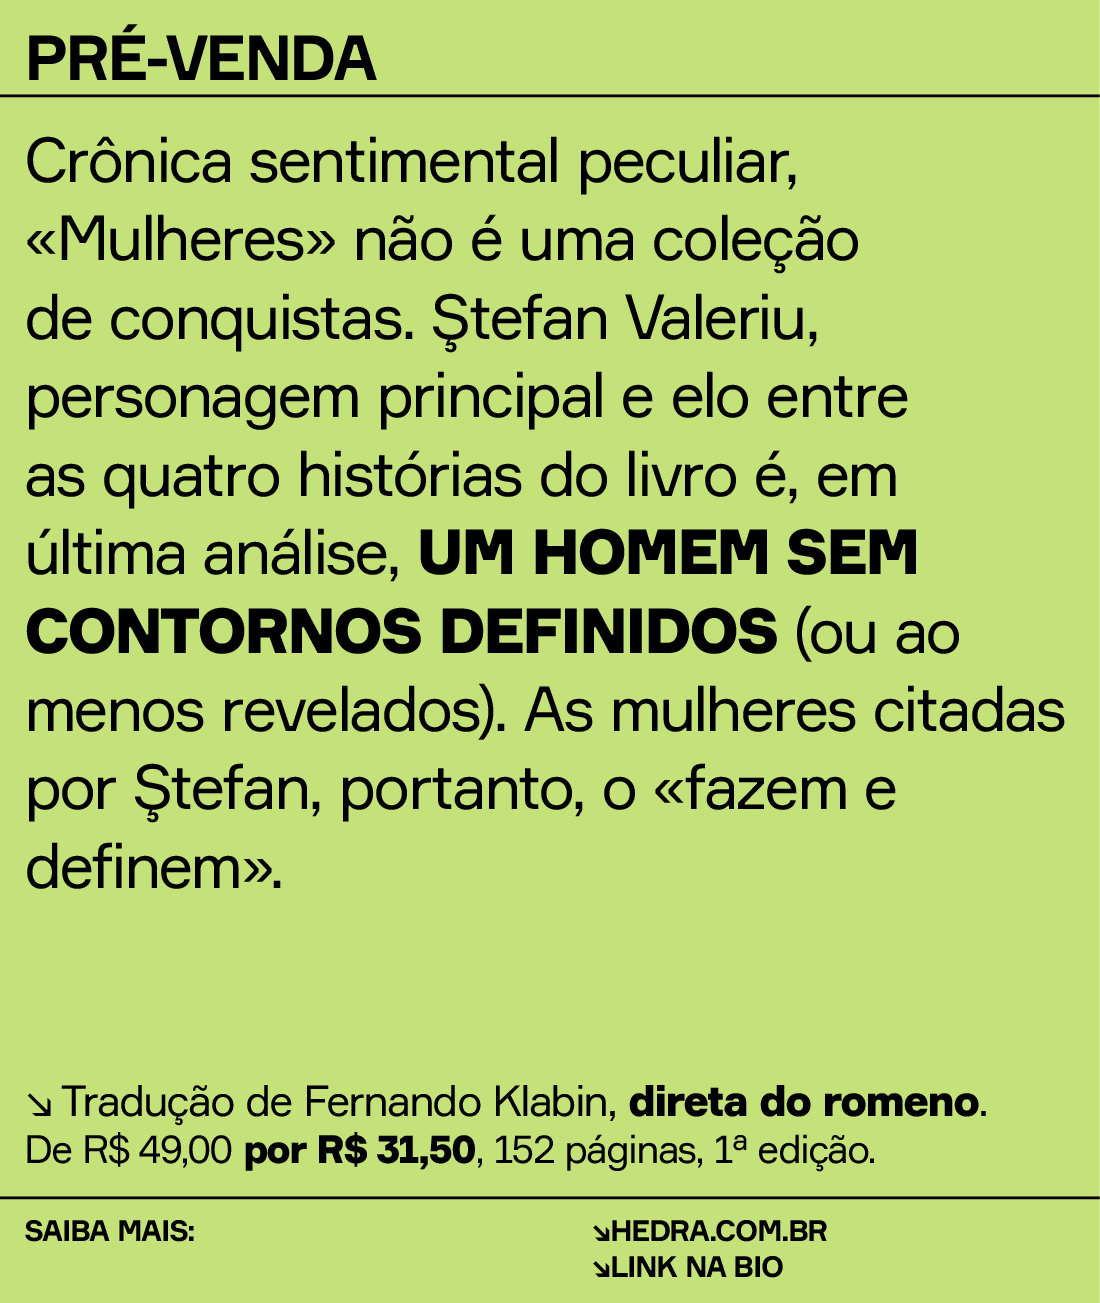 PRÉ-VENDA
Crônica sentimental peculiar,
«Mulheres» não é uma coleção
de conquistas. Ştefan Valeriu,
personagem principal e elo entre
as quatro histórias do livro é, em
última análise, UM HOMEM SEM
CONTORNOS DEFINIDOS (ou ao
menos revelados). As mulheres citadas
por Ştefan, portanto, o «fazem e
definem».
↘ Tradução de Fernando Klabin, direta do romeno.
De R$ 49,00 por R$ 31,50, 152 páginas, 1ª edição.
SAIBA MAIS:
↘HEDRA.COM.BR
↘LINK NA BIO